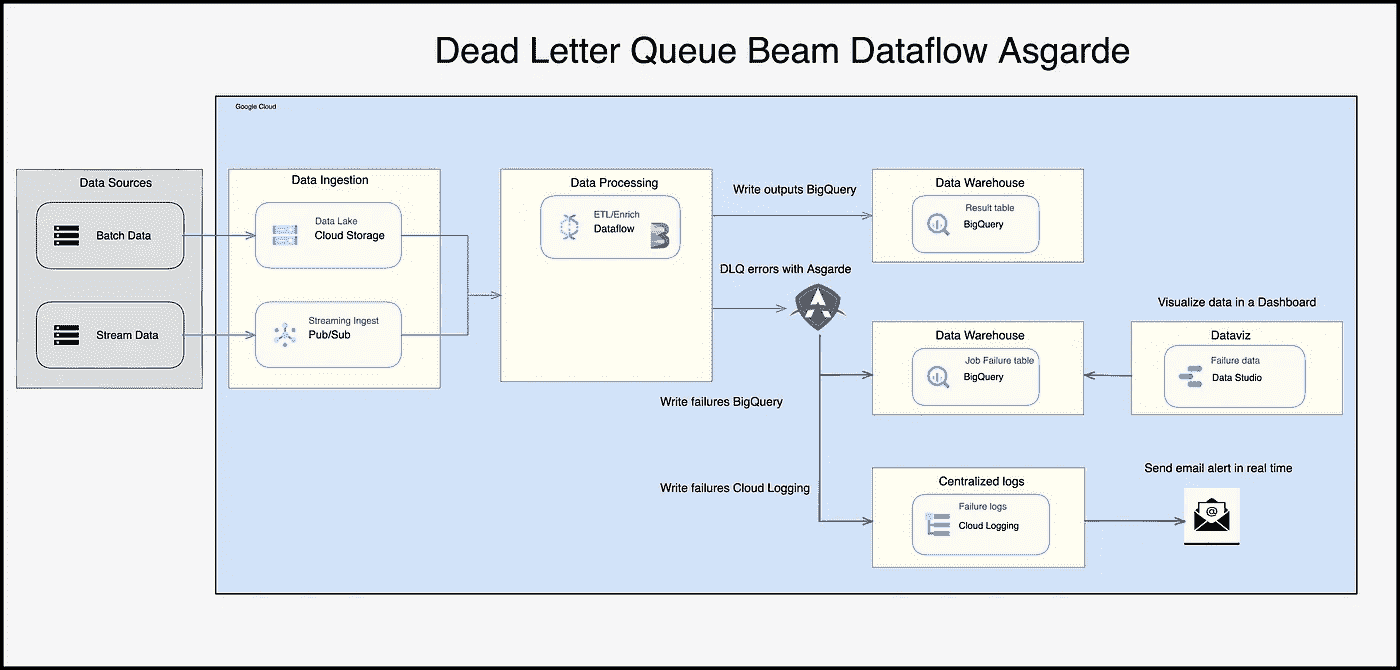 Dead Letter Queue Beam Dataflow Asgarde
Google Cloud
Data Sources
Batch Data
Stream Data
Data Ingestion
Data Lake
Cloud Storage
Streaming Ingest
Pub/Sub
Data Processing
ETL/Enrich
Dataflow
Write outputs BigQuery
DLQ errors with Asgarde
Write failures BigQuery
Write failures Cloud Logging
Data Warehouse
Result table
BigQuery
Data Warehouse
Job Failure table
BigQuery
Visualize data in a Dashboard
Dataviz
Failure data
Data Studio
Centralized logs
Failure logs
Cloud Logging
Send email alert in real time
@